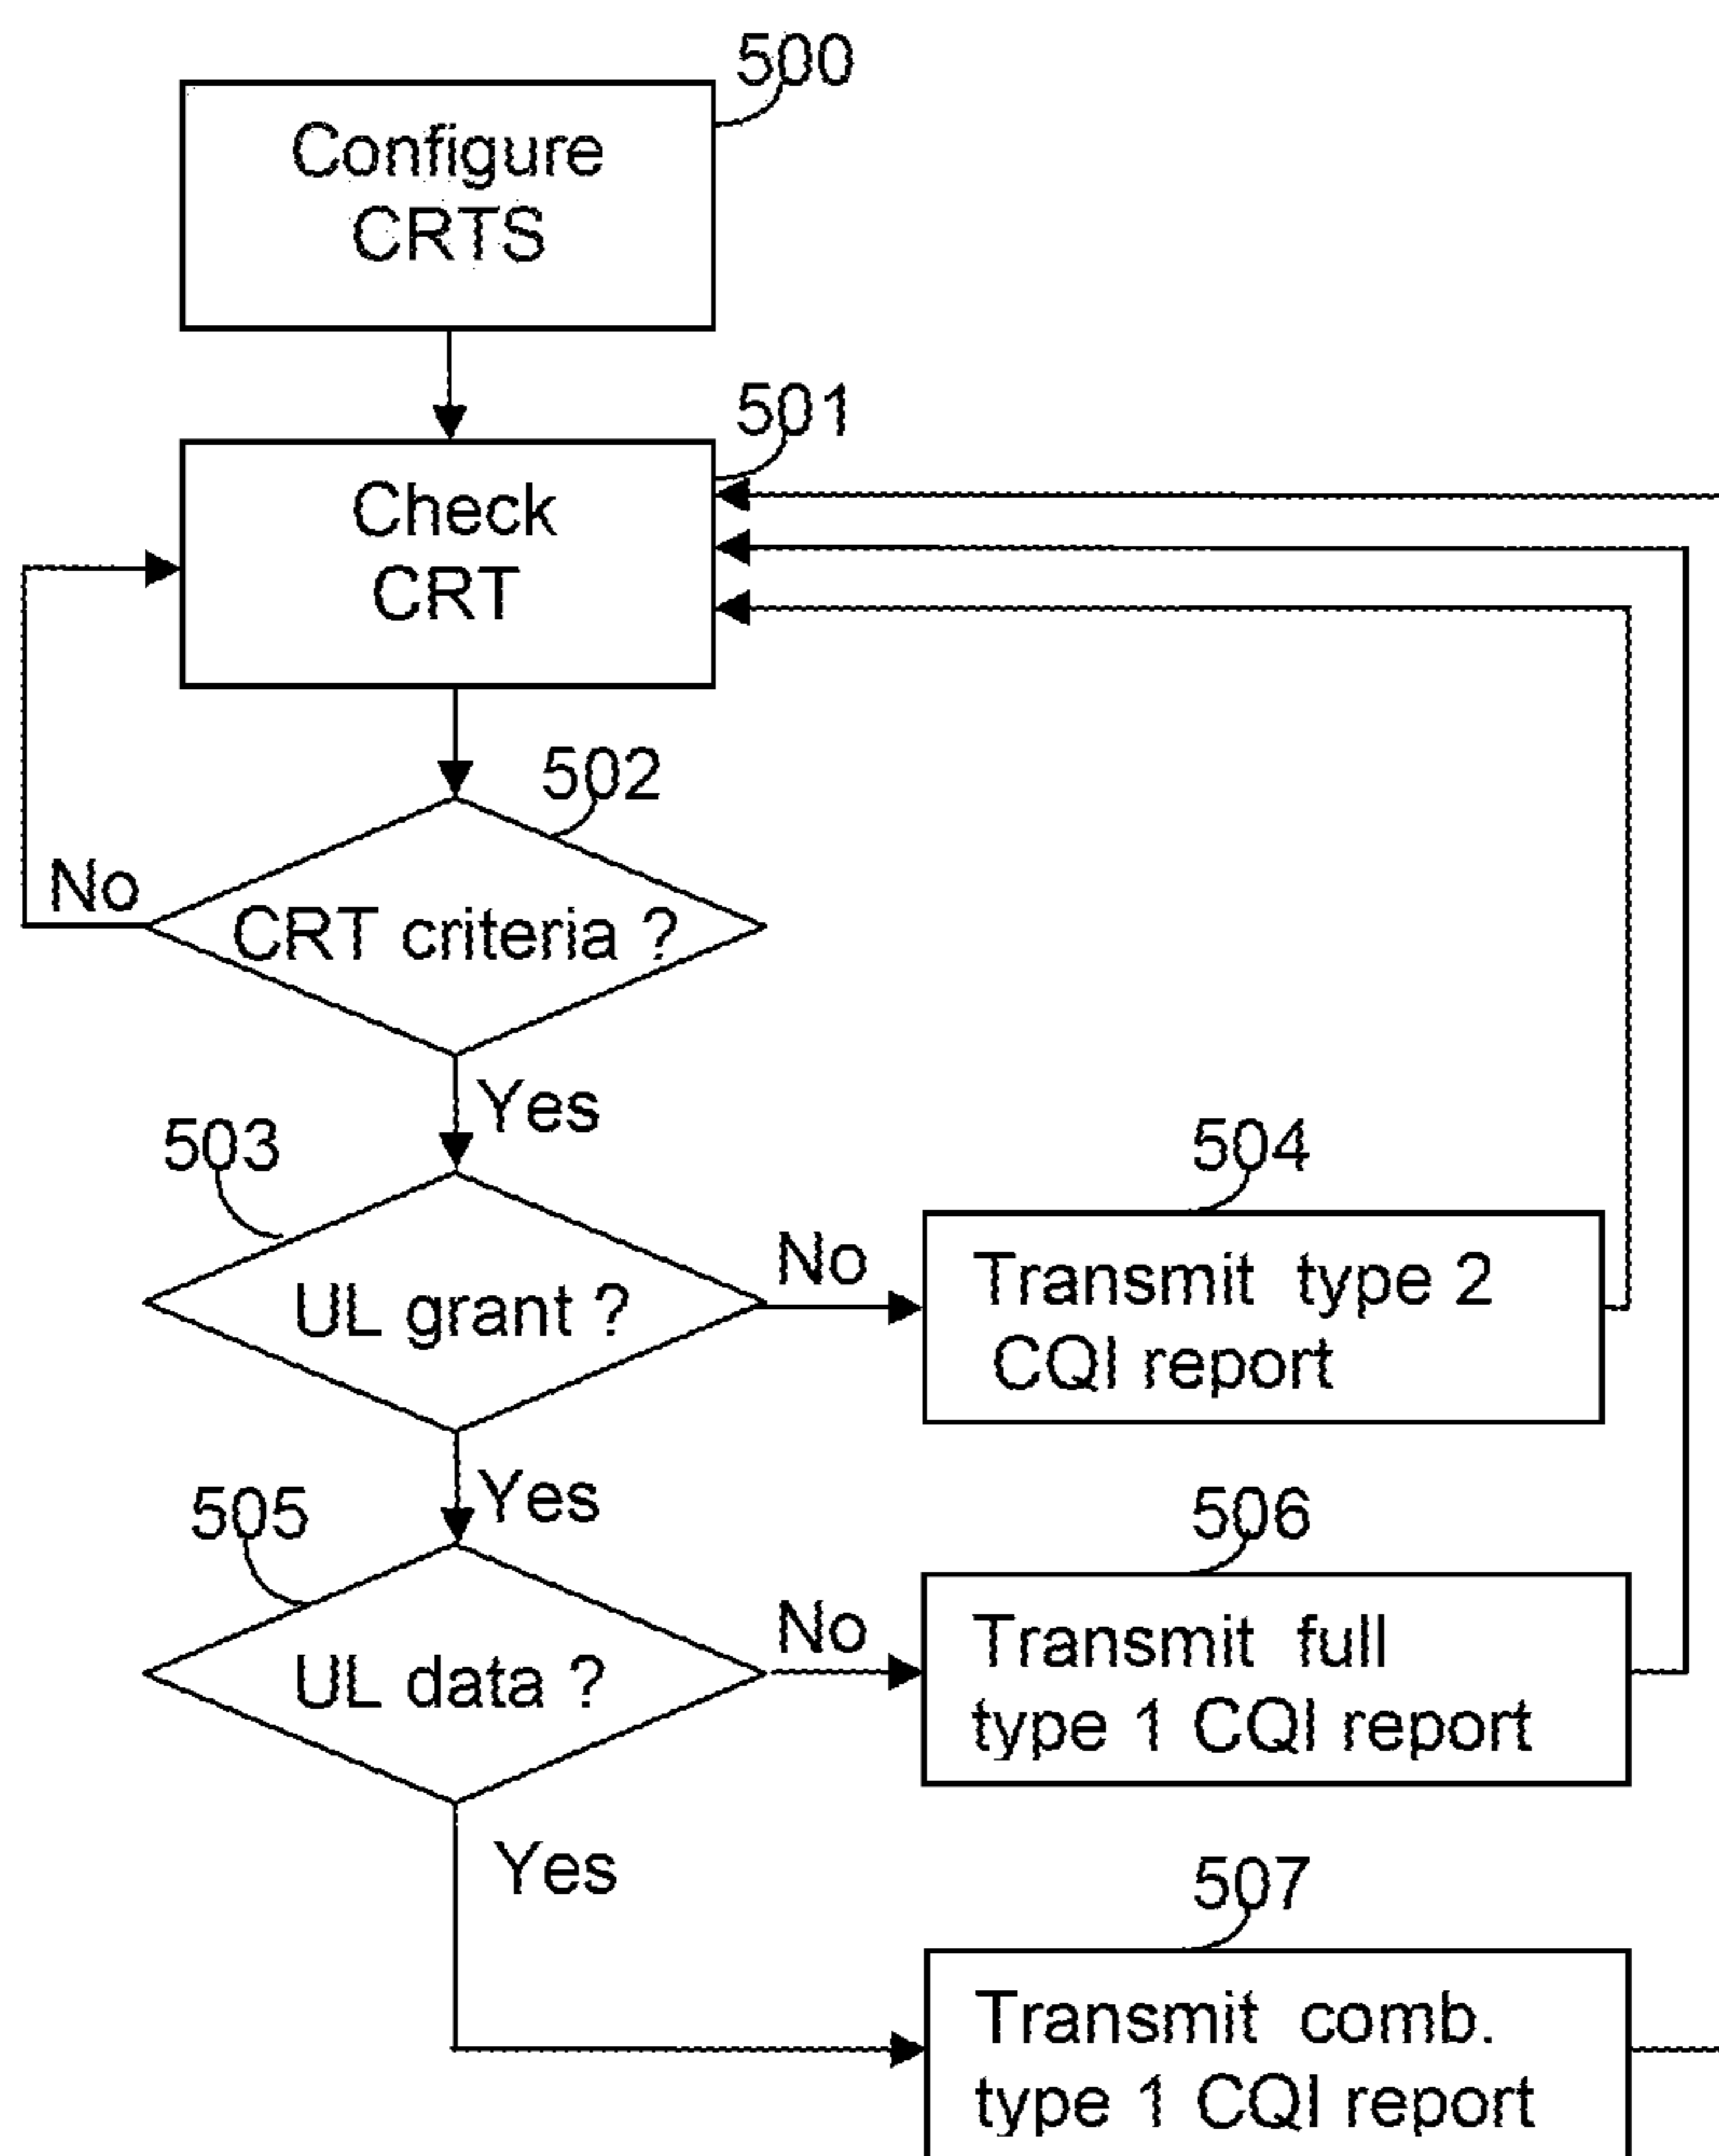 500
Configure
CRTS
501
Check
CRT
502
No
CRT criteria ?
Yes
503
504
UL grant ?
No
Transmit type 2
CQI report
Yes
505
506
UL data ?
No
Transmit full
type 1 CQI report
Yes
507
Transmit comb.
type 1 CQI report